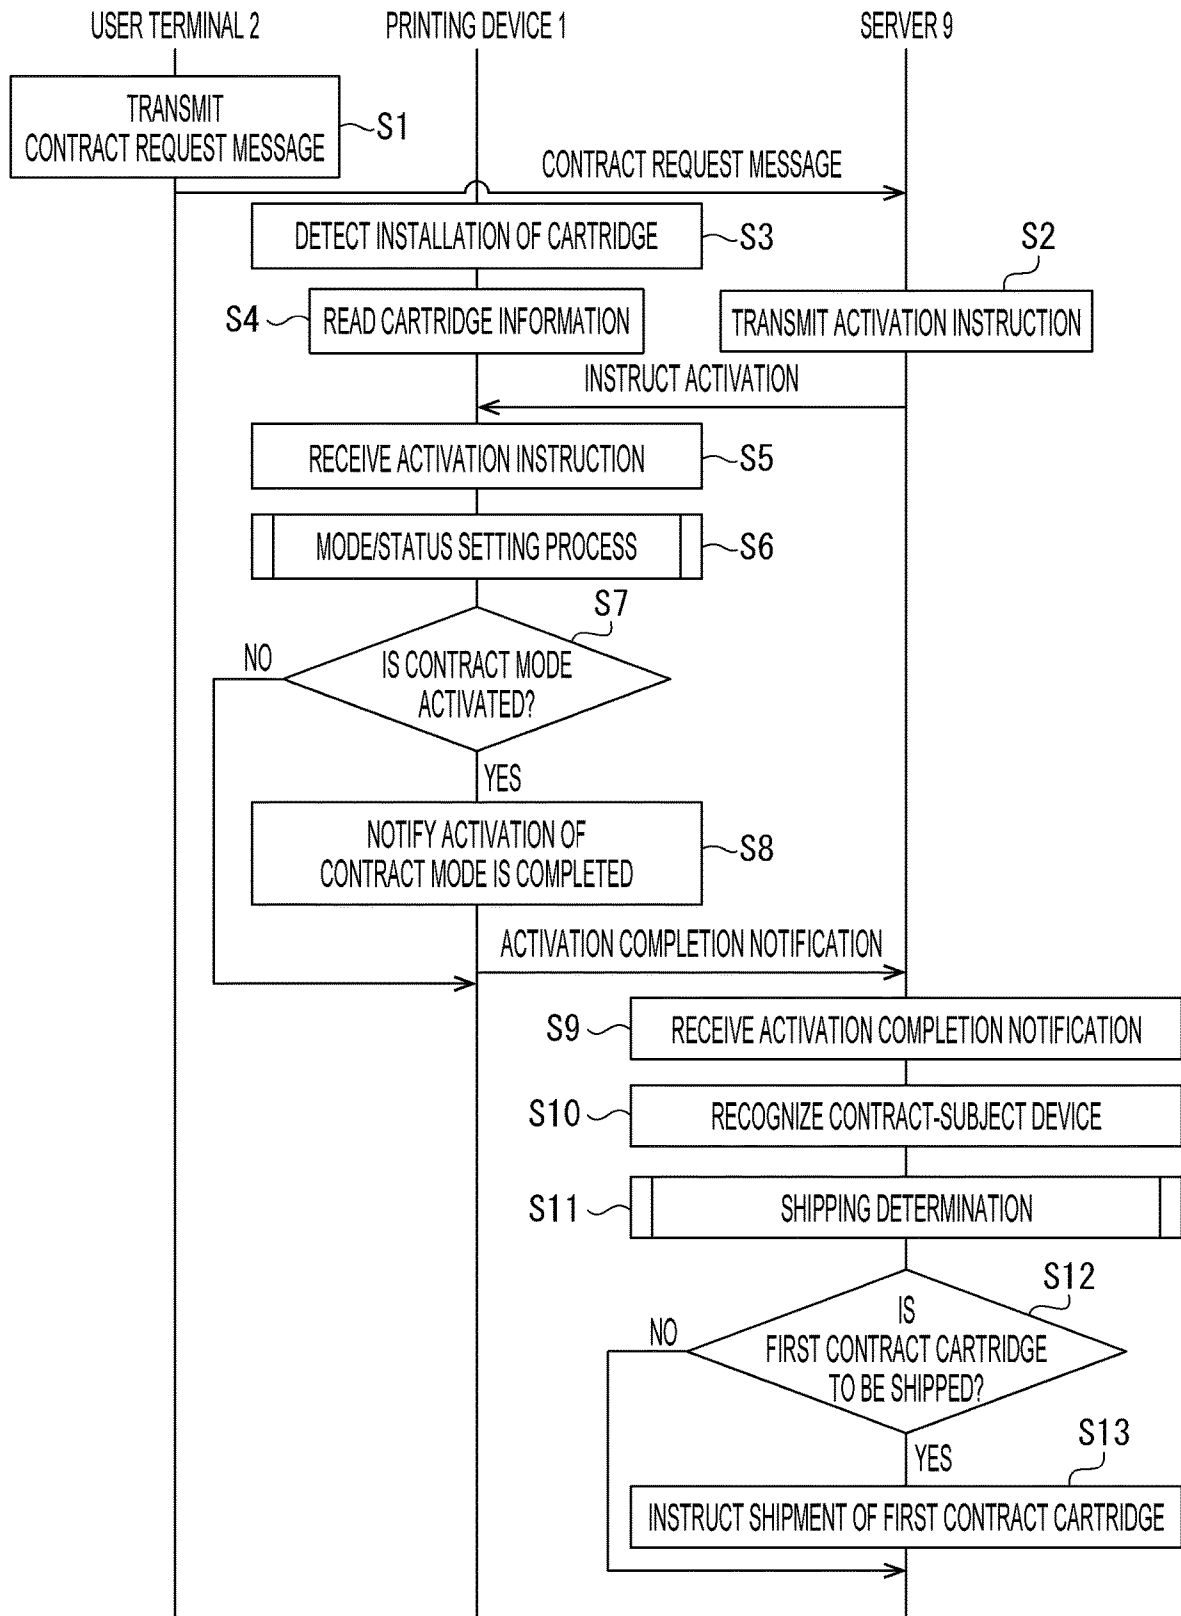 USER TERMINAL 2
PRINTING DEVICE 1
SERVER 9
TRANSMIT
CONTRACT REQUEST MESSAGE
S1
CONTRACT REQUEST MESSAGE
DETECT INSTALLATION OF CARTRIDGE
S3
S2
S4
READ CARTRIDGE INFORMATION
TRANSMIT ACTIVATION INSTRUCTION
INSTRUCT ACTIVATION
RECEIVE ACTIVATION INSTRUCTION
S5
MODE/STATUS SETTING PROCESS
S6
S7
NO
IS CONTRACT MODE
ACTIVATED?
YES
NOTIFY ACTIVATION OF
CONTRACT MODE IS COMPLETED
S8
ACTIVATION COMPLETION NOTIFICATION
S9
RECEIVE ACTIVATION COMPLETION NOTIFICATION
S10
RECOGNIZE CONTRACT-SUBJECT DEVICE
S11
SHIPPING DETERMINATION
S12
NO
IS
FIRST CONTRACT CARTRIDGE
TO BE SHIPPED?
YES
S13
INSTRUCT SHIPMENT OF FIRST CONTRACT CARTRIDGE